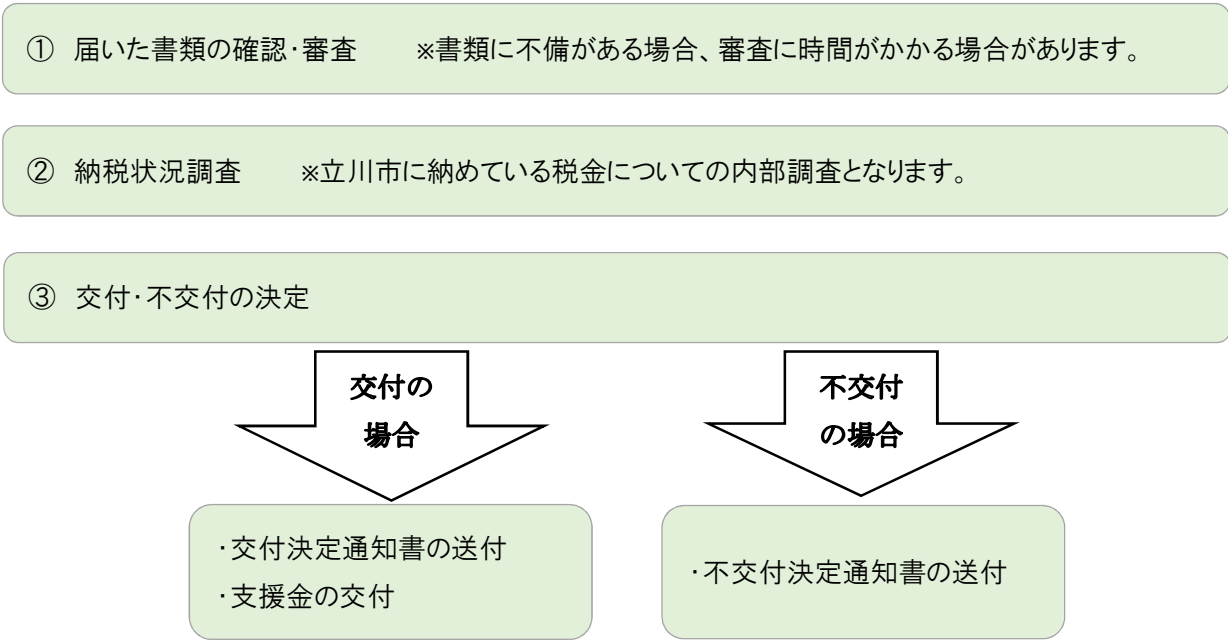 ① 届いた書類の確認・審査　　※書類に不備がある場合、審査に時間がかかる場合があります。
② 納税状況調査　　※立川市に納めている税金についての内部調査となります。
③ 交付・不交付の決定
交付の
場合
不交付
の場合
・交付決定通知書の送付
・支援金の交付
・不交付決定通知書の送付